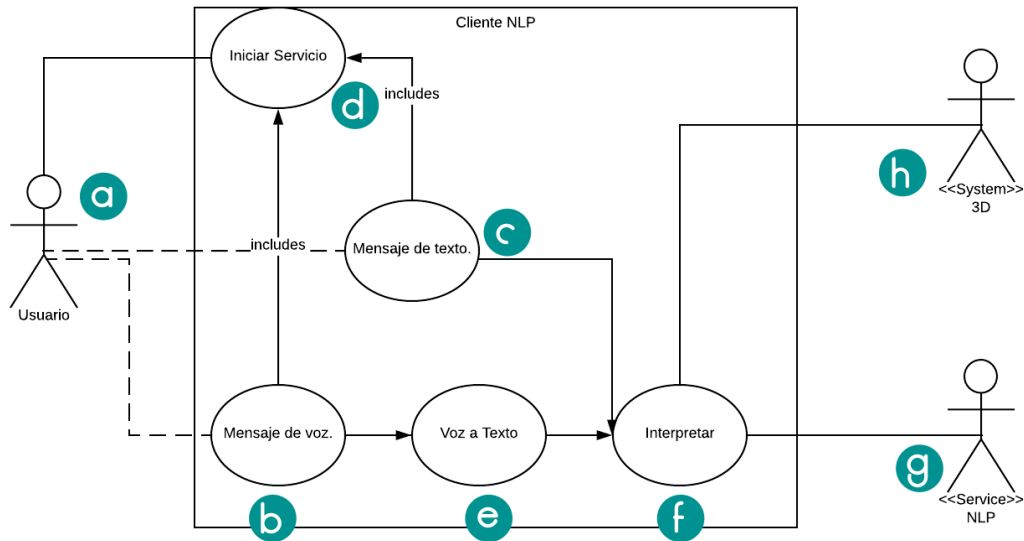 Cliente NLP
Iniciar Servicio
d
includes
a
h
<<System>>
3D
c
includes
Mensaje de texto.
Usuario
Mensaje de voz.
Voz a Texto
Interpretar
g
<<Service>>
NLP
b
e
f